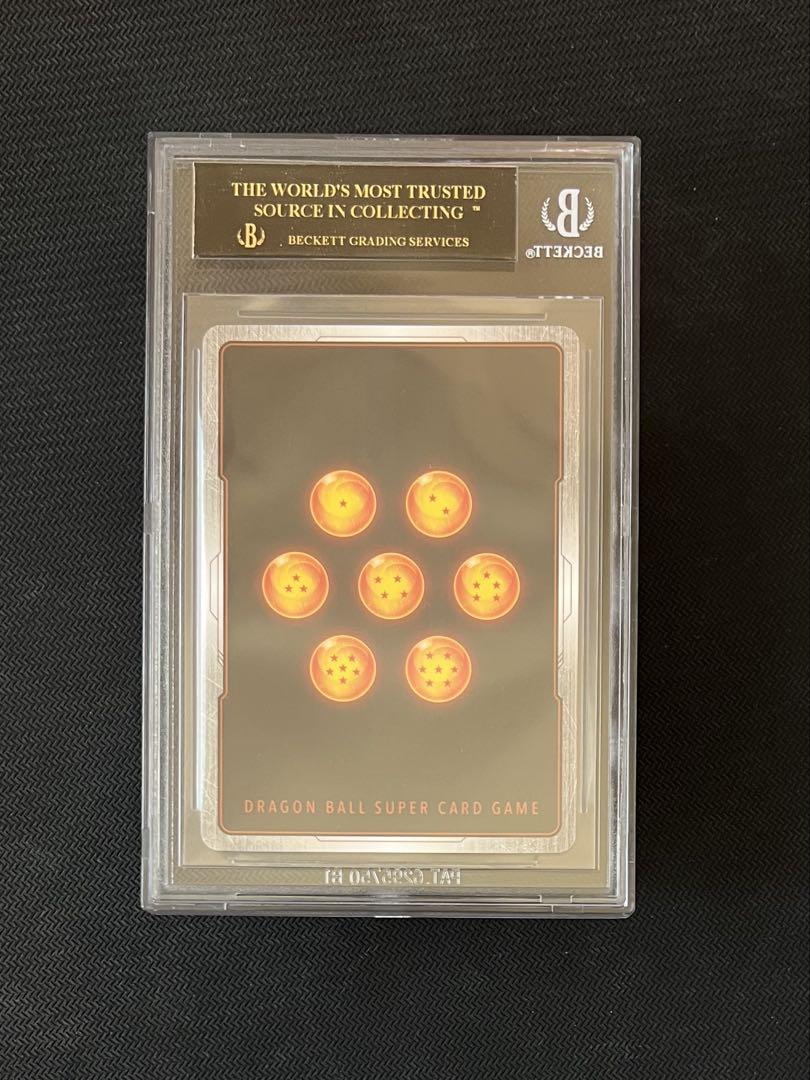 THE WORLD'S MOST TRUSTED
SOURCE IN COLLECTING ™
B
BECKETT GRADING SERVICES
B
BECKETT®
DRAGON BALL SUPER CARD GAME